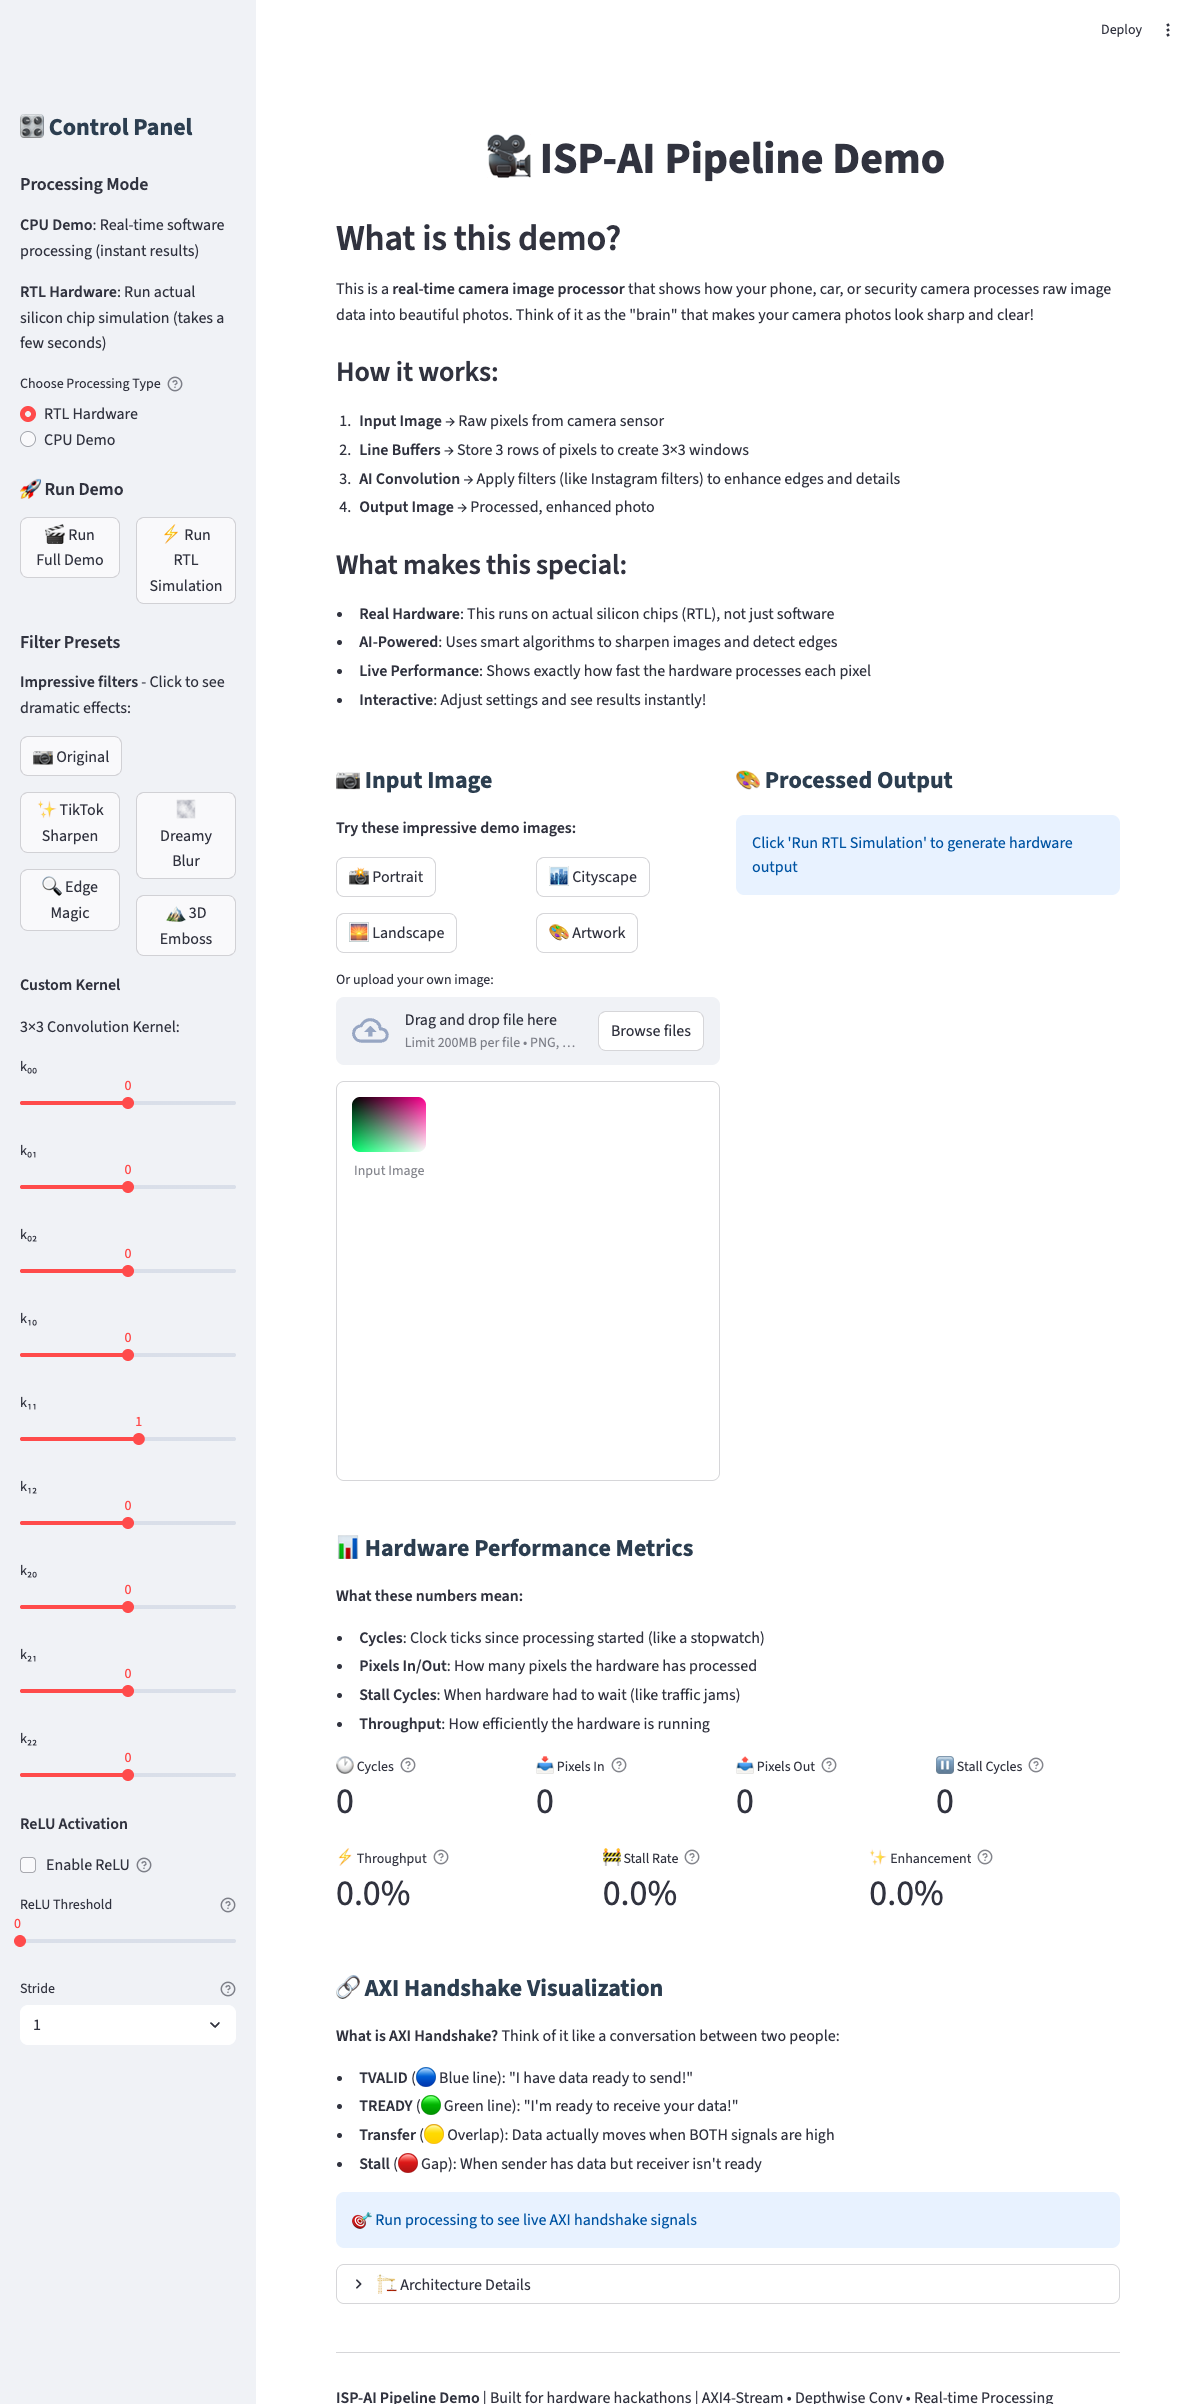 Deploy
Control Panel
Processing Mode
CPU Demo: Real-time software
processing (instant results)
RTL Hardware: Run actual
silicon chip simulation (takes a
few seconds)
Choose Processing Type
RTL Hardware
CPU Demo
🚀 Run Demo
🎬 Run
Full Demo
⚡ Run
RTL
Simulation
Filter Presets
Impressive filters - Click to see
dramatic effects:
📷 Original
✨ TikTok
Sharpen
Dreamy
Blur
🔍 Edge
Magic
3D
Emboss
Custom Kernel
3×3 Convolution Kernel:
k₀₀
0
k₀₁
0
k₀₂
0
k₁₀
0
k₁₁
1
k₁₂
0
k₂₀
0
k₂₁
0
k₂₂
0
ReLU Activation
Enable ReLU
ReLU Threshold
0
Stride
1
🎥 ISP-AI Pipeline Demo
What is this demo?
This is a real-time camera image processor that shows how your phone, car, or security camera processes raw image
data into beautiful photos. Think of it as the "brain" that makes your camera photos look sharp and clear!
How it works:
1. Input Image → Raw pixels from camera sensor
2. Line Buffers → Store 3 rows of pixels to create 3×3 windows
3. AI Convolution → Apply filters (like Instagram filters) to enhance edges and details
4. Output Image → Processed, enhanced photo
What makes this special:
• Real Hardware: This runs on actual silicon chips (RTL), not just software
• AI-Powered: Uses smart algorithms to sharpen images and detect edges
• Live Performance: Shows exactly how fast the hardware processes each pixel
• Interactive: Adjust settings and see results instantly!
📷 Input Image
Try these impressive demo images:
📸 Portrait
🏙️ Cityscape
🌅 Landscape
🎨 Artwork
Or upload your own image:
Drag and drop file here
Limit 200MB per file • PNG, …
Browse files
Input Image
🎨 Processed Output
Click 'Run RTL Simulation' to generate hardware
output
📊 Hardware Performance Metrics
What these numbers mean:
• Cycles: Clock ticks since processing started (like a stopwatch)
• Pixels In/Out: How many pixels the hardware has processed
• Stall Cycles: When hardware had to wait (like traffic jams)
• Throughput: How efficiently the hardware is running
🕐 Cycles
0
📥 Pixels In
0
📤 Pixels Out
0
⏸️ Stall Cycles
0
⚡ Throughput
0.0%
🚧 Stall Rate
0.0%
✨ Enhancement
0.0%
🔗 AXI Handshake Visualization
What is AXI Handshake? Think of it like a conversation between two people:
• TVALID (🔵 Blue line): "I have data ready to send!"
• TREADY (🟢 Green line): "I'm ready to receive your data!"
• Transfer (🟡 Overlap): Data actually moves when BOTH signals are high
• Stall (🔴 Gap): When sender has data but receiver isn't ready
🎯 Run processing to see live AXI handshake signals
🏗️ Architecture Details
ISP-AI Pipeline Demo | Built for hardware hackathons | AXI4-Stream • Depthwise Conv • Real-time Processing